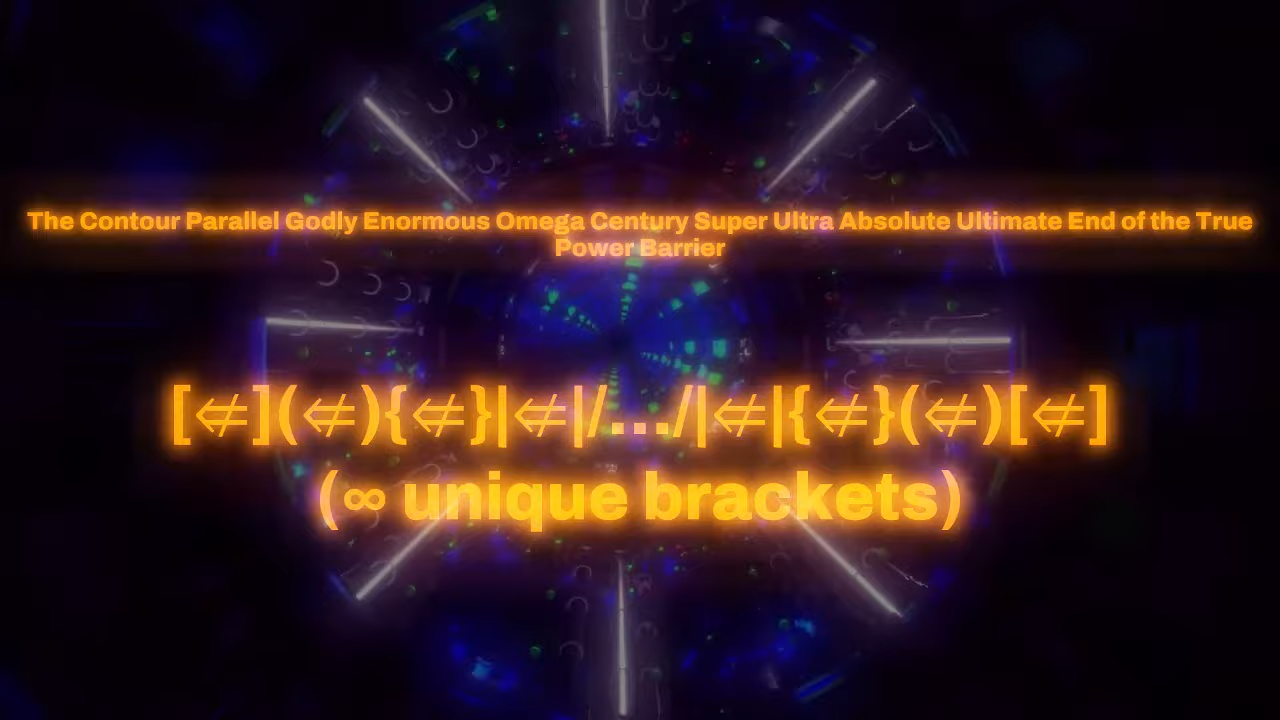 The Contour Parallel Godly Enormous Omega Century Super Ultra Absolute Ultimate End of the True
Power Barrier
[⋹](⋹){⋹}|⋹|/.../|⋹|{⋹}(⋹)[⋹]
(∞ unique brackets)